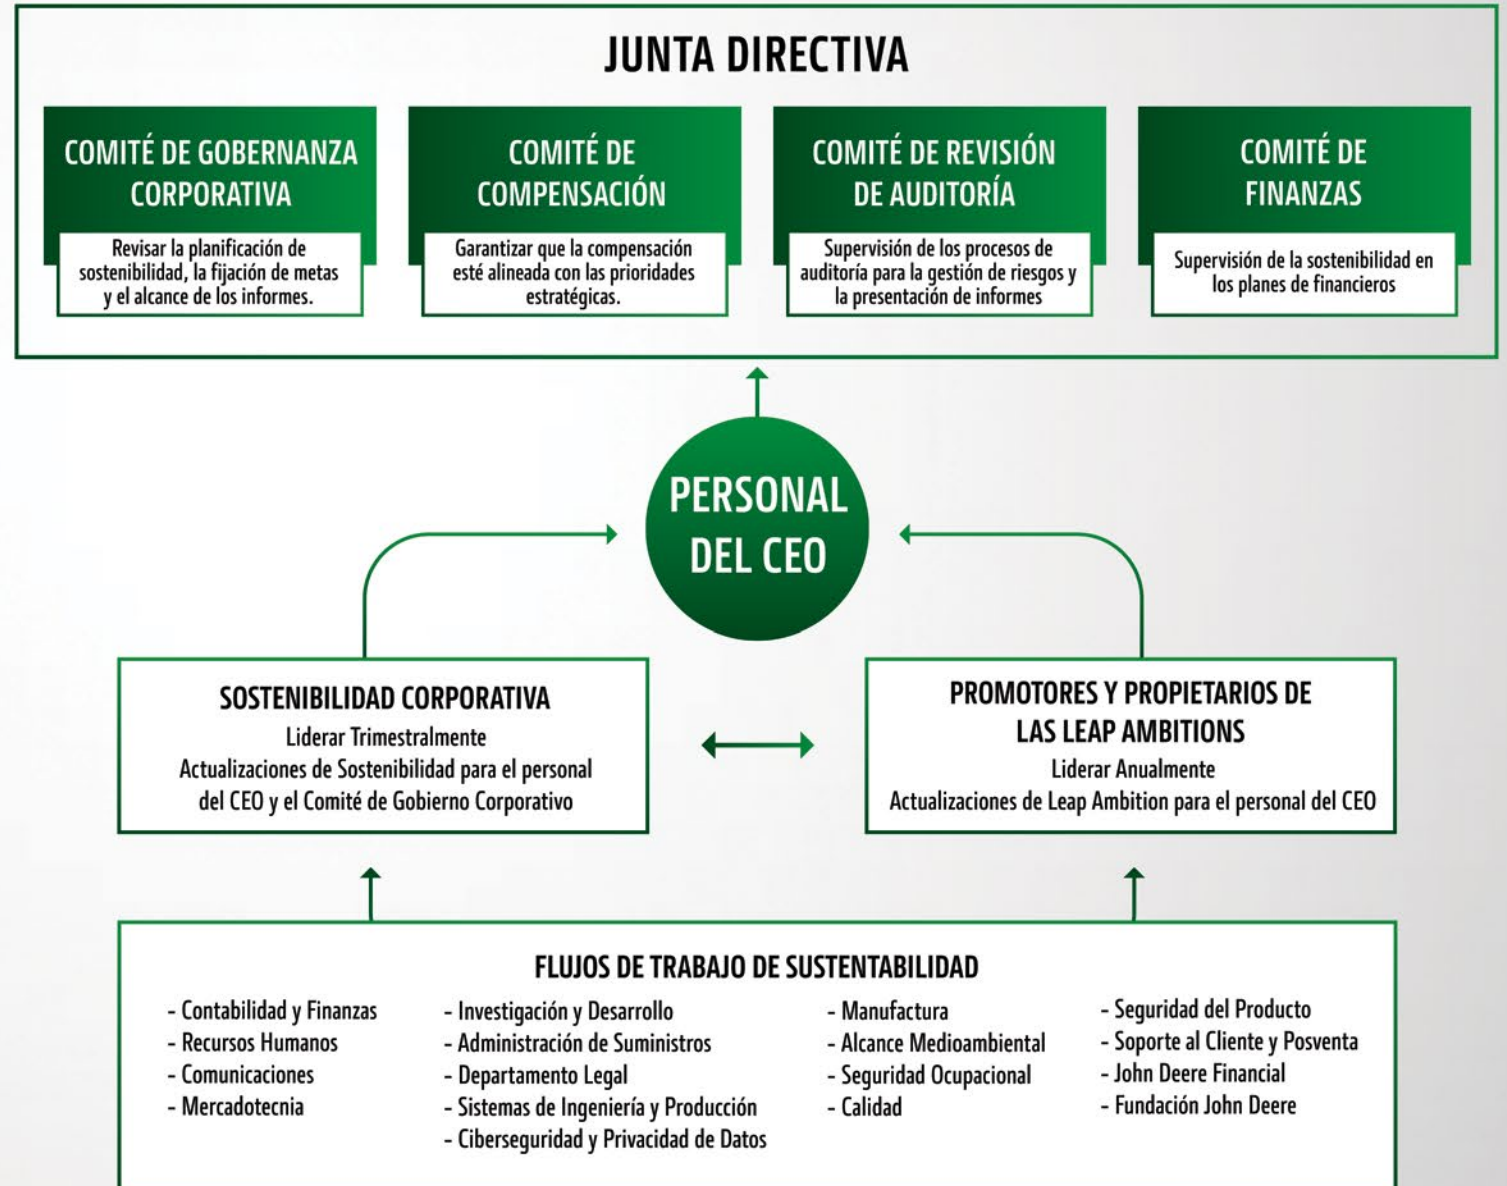 JUNTA DIRECTIVA
COMITÉ DE GOBERNANZA
CORPORATIVA
Revisar la planificación de
sostenibilidad, la fijación de metas
y el alcance de los informes.
COMITÉ DE
COMPENSACIÓN
Garantizar que la compensación
esté alineada con las prioridades
estratégicas.
COMITÉ DE REVISIÓN
DE AUDITORÍA
Supervisión de los procesos de
auditoría para la gestión de riesgos y
la presentación de informes
COMITÉ DE
FINANZAS
Supervisión de la sostenibilidad en
los planes de financieros
PERSONAL
DEL CEO
SOSTENIBILIDAD CORPORATIVA
Liderar Trimestralmente
Actualizaciones de Sostenibilidad para el personal
del CEO y el Comité de Gobierno Corporativo
PROMOTORES Y PROPIETARIOS DE
LAS LEAP AMBITIONS
Liderar Anualmente
Actualizaciones de Leap Ambition para el personal del CEO
FLUJOS DE TRABAJO DE SUSTENTABILIDAD
- Contabilidad y Finanzas
- Recursos Humanos
- Comunicaciones
- Mercadotecnia
- Investigación y Desarrollo
- Administración de Suministros
- Departamento Legal
- Sistemas de Ingeniería y Producción
- Ciberseguridad y Privacidad de Datos
- Manufactura
- Alcance Medioambiental
- Seguridad Ocupacional
- Calidad
- Seguridad del Producto
- Soporte al Cliente y Posventa
- John Deere Financial
- Fundación John Deere